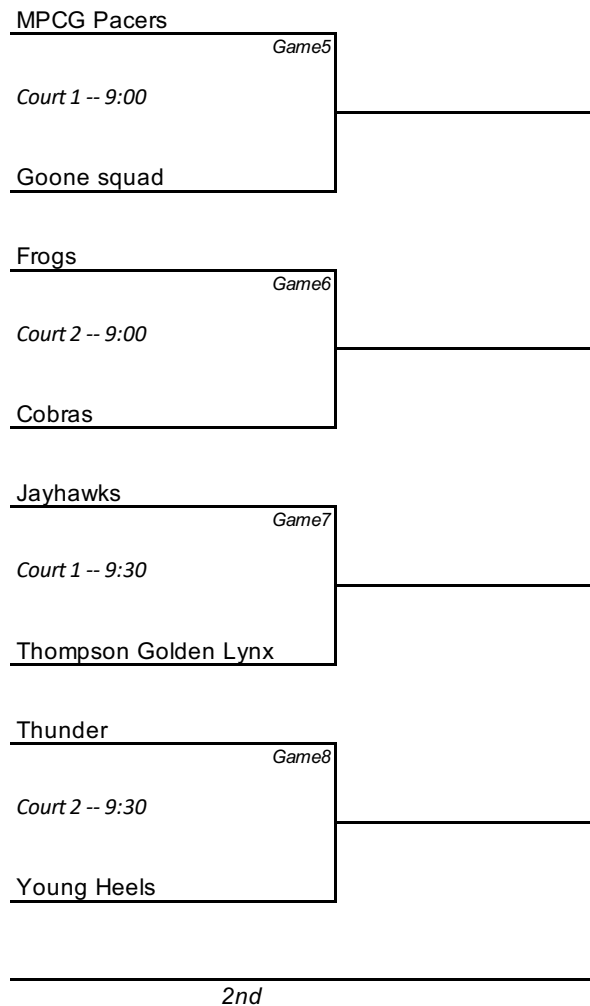 MPCG Pacers
Game5
Court 1 -- 9:00
Goone squad
Frogs
Game6
Court 2 -- 9:00
Cobras
Jayhawks
Game7
Court 1 -- 9:30
Thompson Golden Lynx
Thunder
Game8
Court 2 -- 9:30
Young Heels
2nd